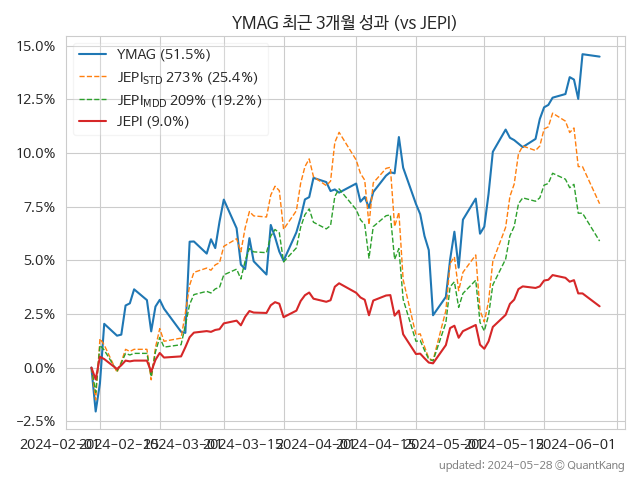 YMAG 최근 3개월 성과 (vs JEPI)
15.0%
12.5%
10.0%
7.5%
5.0%
2.5%
0.0%
−2.5%
YMAG (51.5%)
JEPISTD 273% (25.4%)
JEPIMDD 209% (19.2%)
JEPI (9.0%)
2024-02-01 2024-02-15 2024-03-01 2024-03-15 2024-04-01 2024-04-15 2024-05-01 2024-05-15 2024-06-01
updated: 2024-05-28 © QuantKang